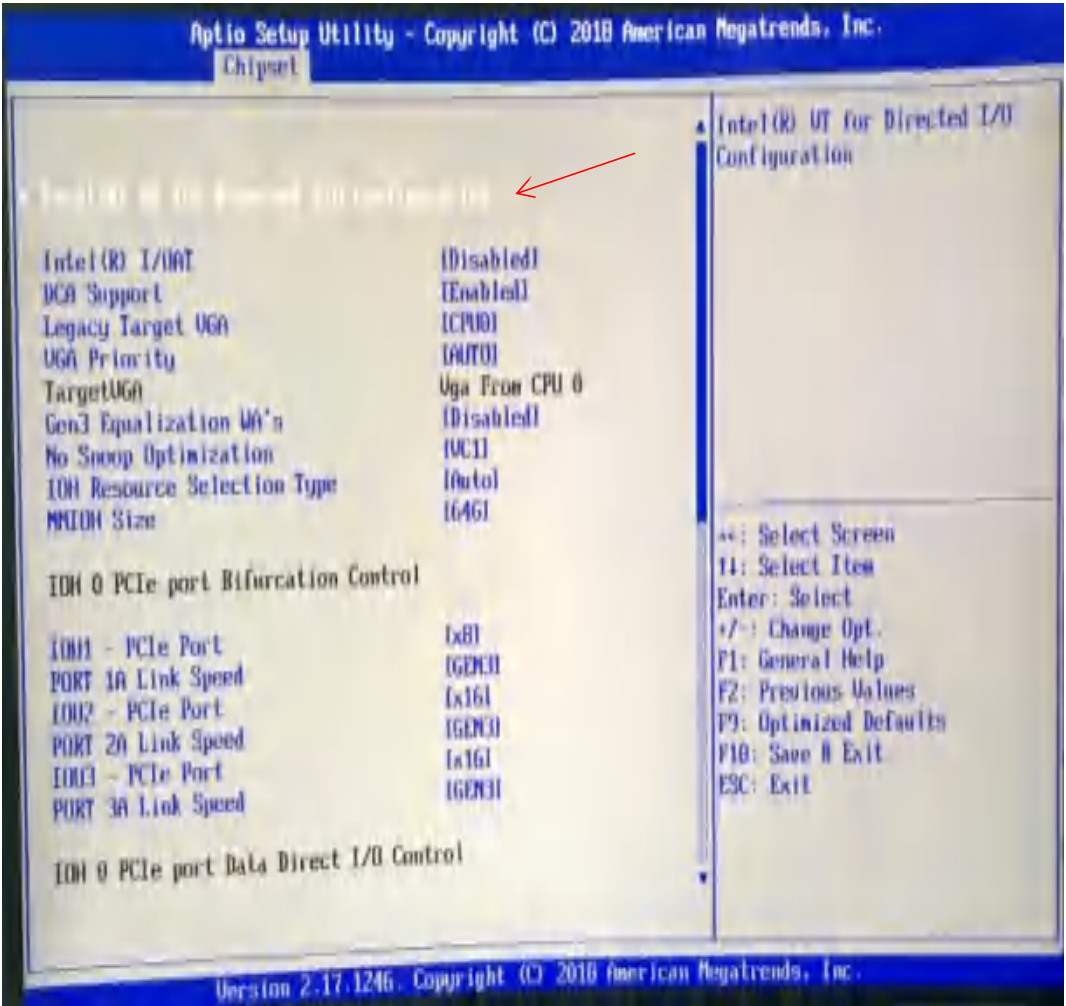 Aptio Setup Utility - Copyright (C) 2018 American Megatrends, Inc.
Chipset
Intel(R) VT for Directed I/O Configuration
Intel(R) VT for Directed I/O
Configuration
Intel(R) I/OAT [Disabled]
DCA Support [Enabled]
Legacy Target VGA [CPU0]
VGA Priority [AUTO]
TargetVGA Vga From CPU 0
Gen3 Equalization WA's [Disabled]
No Snoop Optimization [VC1]
IOH Resource Selection Type [Auto]
MMIOH Size [64G]
IOH 0 PCIe port Bifurcation Control
IOU1 - PCIe Port [x8]
PORT 1A Link Speed [GEN3]
IOU2 - PCIe Port [x16]
PORT 2A Link Speed [GEN3]
IOU3 - PCIe Port [x16]
PORT 3A Link Speed [GEN3]
IOH 0 PCIe port Data Direct I/O Control
: Select Screen
↑↓: Select Item
Enter: Select
+/-: Change Opt.
F1: General Help
F2: Previous Values
F9: Optimized Defaults
F10: Save & Exit
ESC: Exit
Version 2.17.1246. Copyright (C) 2018 American Megatrends, Inc.